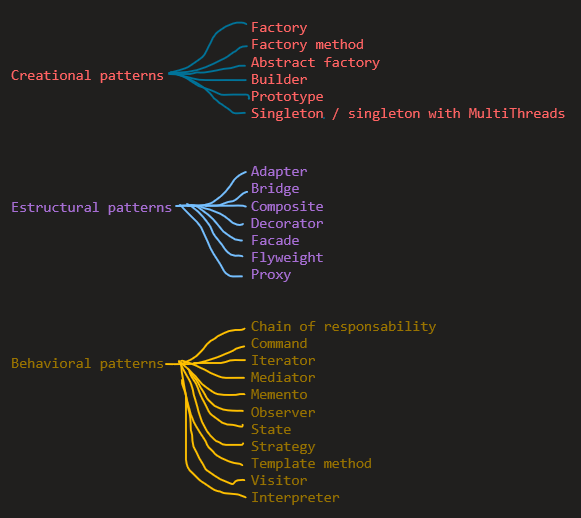 Creational patterns
Factory
Factory method
Abstract factory
Builder
Prototype
Singleton / singleton with MultiThreads
Estructural patterns
Adapter
Bridge
Composite
Decorator
Facade
Flyweight
Proxy
Behavioral patterns
Chain of responsability
Command
Iterator
Mediator
Memento
Observer
State
Strategy
Template method
Visitor
Interpreter